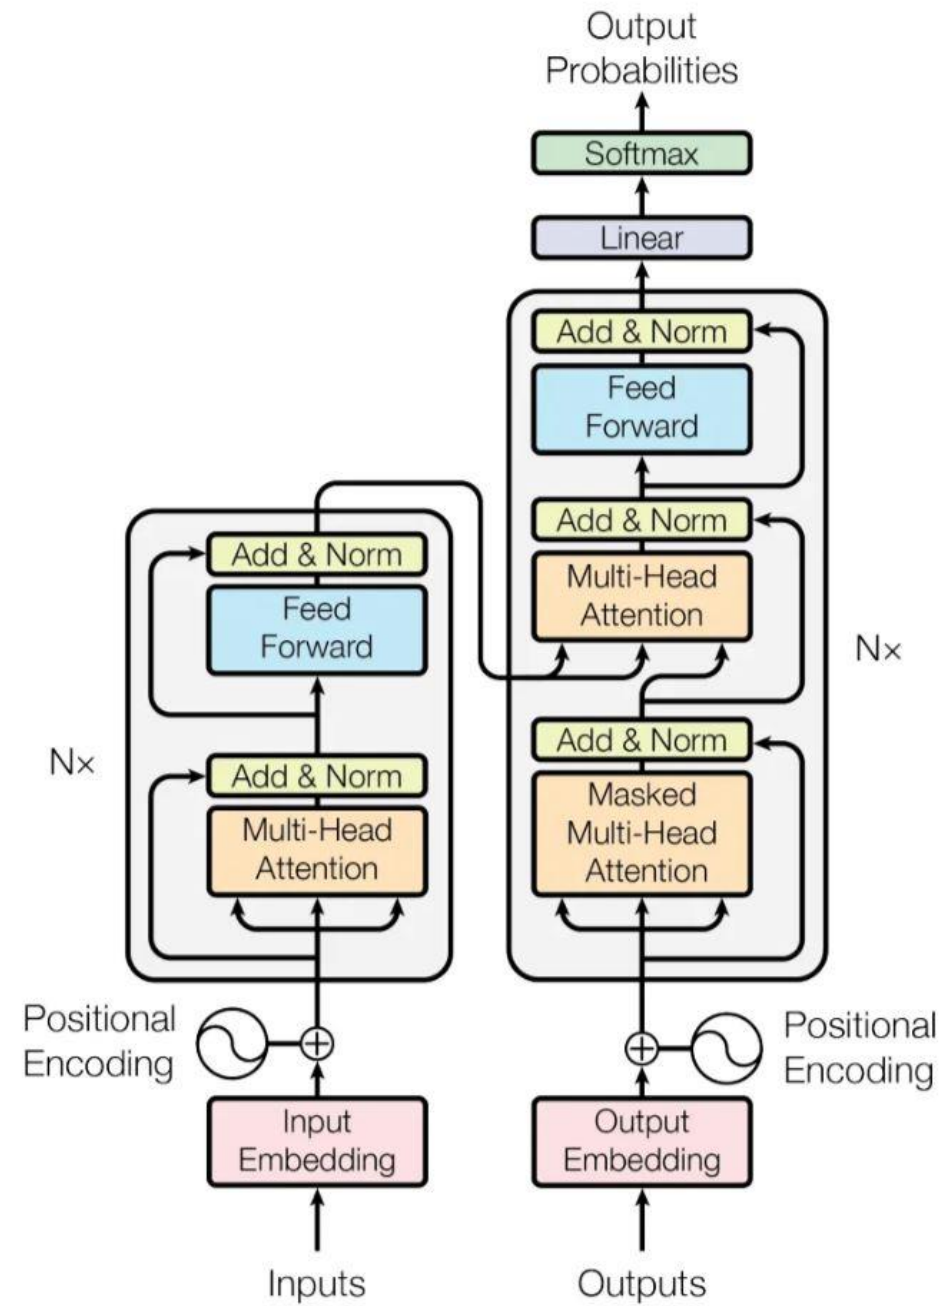 Output
Probabilities
Softmax
Linear
Add & Norm
Feed
Forward
Add & Norm
Multi-Head
Attention
Nx
Add & Norm
Masked
Multi-Head
Attention
Positional
Encoding
Output
Embedding
Outputs
Add & Norm
Feed
Forward
Nx
Add & Norm
Multi-Head
Attention
Positional
Encoding
Input
Embedding
Inputs